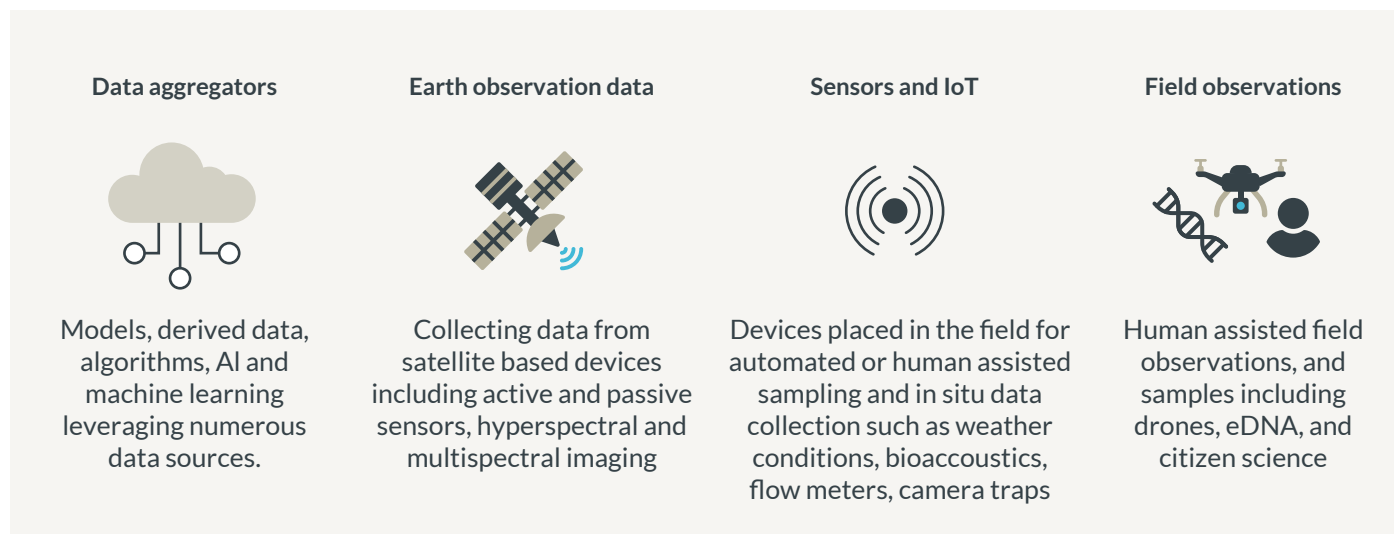 Data aggregators
Models, derived data,
algorithms, AI and
machine learning
leveraging numerous
data sources.
Earth observation data
Collecting data from
satellite based devices
including active and passive
sensors, hyperspectral and
multispectral imaging
Sensors and IoT
Devices placed in the field for
automated or human assisted
sampling and in situ data
collection such as weather
conditions, bioaccoustics,
flow meters, camera traps
Field observations
Human assisted field
observations, and
samples including
drones, eDNA, and
citizen science